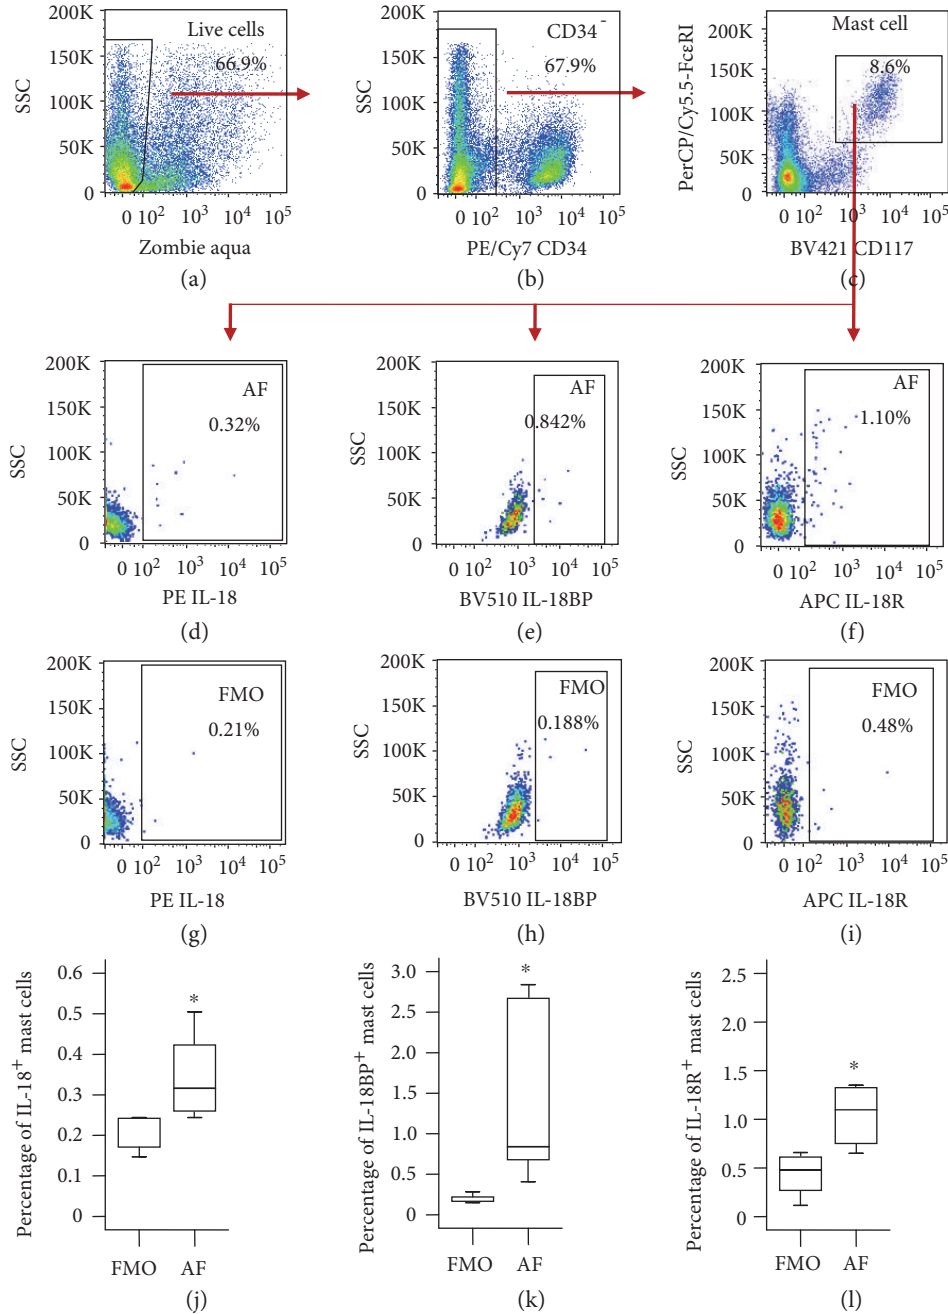 200K
150K
100K
50K
0
SSC
Live cells
66.9%
0 10² 10³ 10⁴ 10⁵
Zombie aqua
(a)
200K
150K
100K
50K
0
SSC
CD34⁻
67.9%
0 10² 10³ 10⁴ 10⁵
PE/Cy7 CD34
(b)
200K
150K
100K
50K
0
PerCP/Cy5.5-FcεRI
Mast cell
8.6%
0 10² 10³ 10⁴ 10⁵
BV421 CD117
(c)
200K
150K
100K
50K
0
SSC
AF
0.32%
0 10² 10³ 10⁴ 10⁵
PE IL-18
(d)
200K
150K
100K
50K
0
SSC
AF
0.842%
0 10² 10³ 10⁴ 10⁵
BV510 IL-18BP
(e)
200K
150K
100K
50K
0
SSC
AF
1.10%
0 10² 10³ 10⁴ 10⁵
APC IL-18R
(f)
200K
150K
100K
50K
0
SSC
FMO
0.21%
0 10² 10³ 10⁴ 10⁵
PE IL-18
(g)
200K
150K
100K
50K
0
SSC
FMO
0.188%
0 10² 10³ 10⁴ 10⁵
BV510 IL-18BP
(h)
200K
150K
100K
50K
0
SSC
FMO
0.48%
0 10² 10³ 10⁴ 10⁵
APC IL-18R
(i)
0.6
0.5
0.4
0.3
0.2
0.1
0
Percentage of IL-18⁺ mast cells
*
FMO AF
(j)
3.0
2.5
2.0
1.5
1.0
0.5
0
Percentage of IL-18BP⁺ mast cells
*
FMO AF
(k)
2.5
2.0
1.5
1.0
0.5
0
Percentage of IL-18R⁺ mast cells
*
FMO AF
(l)